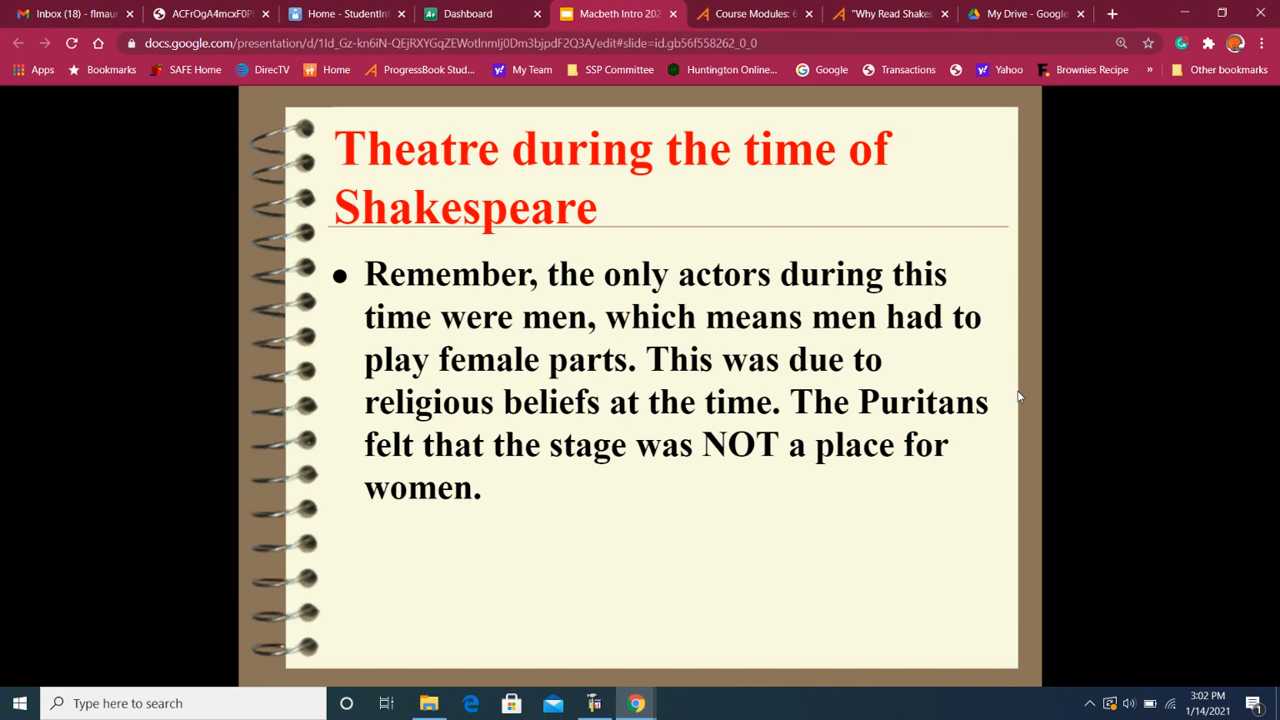 Inbox (18) - flmaur
ACFrOgA4mcxF0Pl
Home - StudentInf
Dashboard
Macbeth Intro 202
Course Modules: 6
"Why Read Shakes
My Drive - Google
docs.google.com/presentation/d/1Id_Gz-kn6iN-QEjRXYGqZEWotlnmIj0Dm3bjpdF2Q3A/edit#slide=id.gb56f558262_0_0
Apps
Bookmarks
SAFE Home
DirecTV
Home
ProgressBook Stud...
My Team
SSP Committee
Huntington Online...
Google
Transactions
Yahoo
Brownies Recipe
»
Other bookmarks
Theatre during the time of
Shakespeare
● Remember, the only actors during this
time were men, which means men had to
play female parts. This was due to
religious beliefs at the time. The Puritans
felt that the stage was NOT a place for
women.
Type here to search
3:02 PM
1/14/2021
1